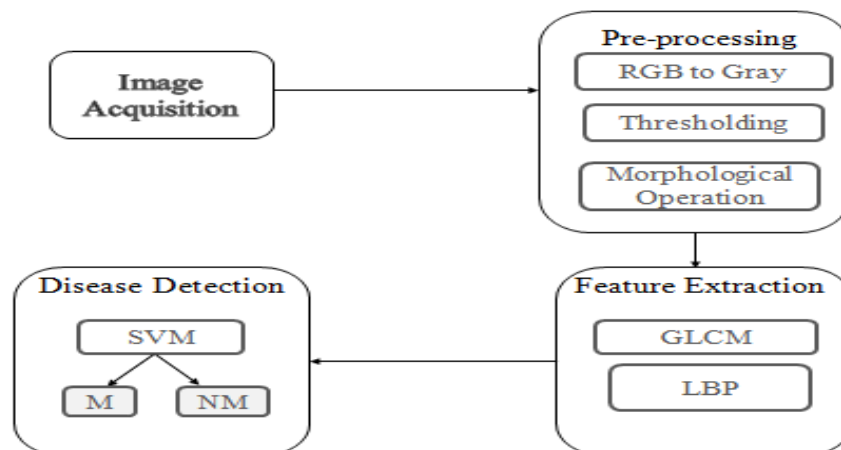 Image
Acquisition
Pre-processing
RGB to Gray
Thresholding
Morphological
Operation
Feature Extraction
GLCM
LBP
Disease Detection
SVM
M
NM